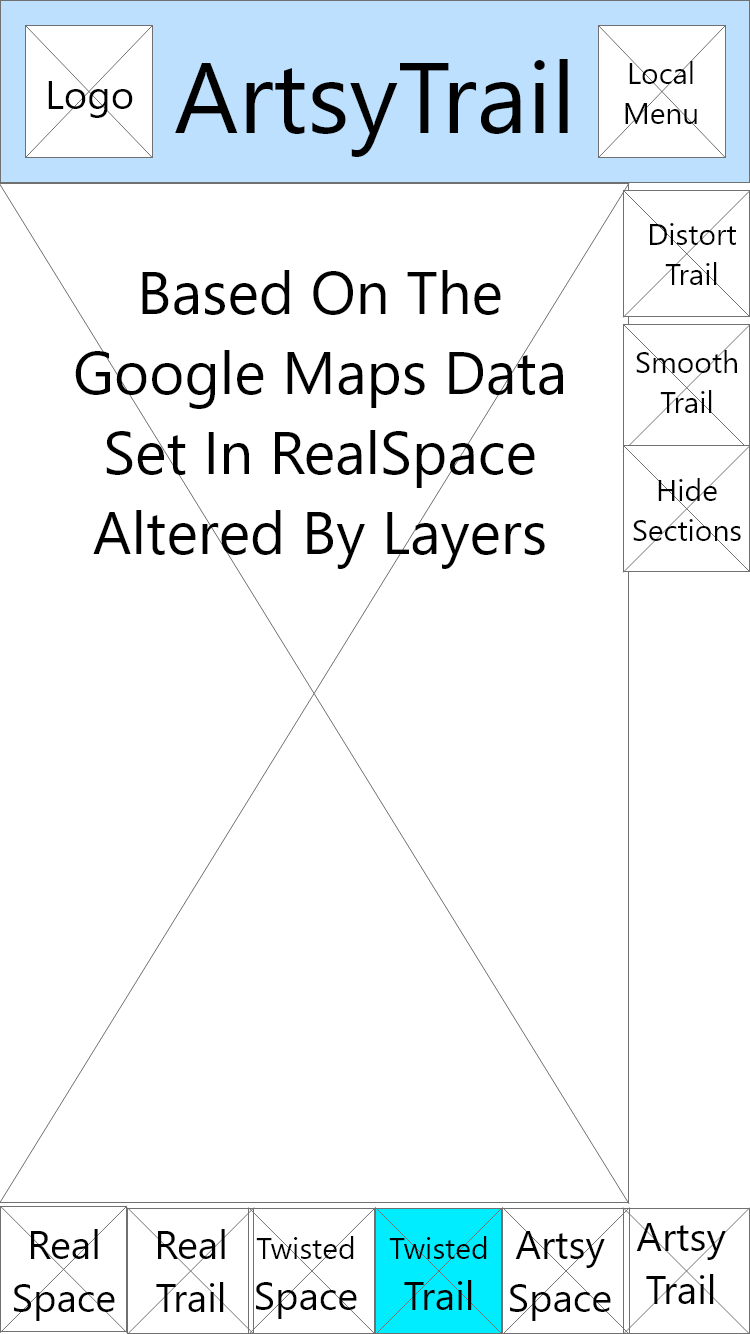 Logo
ArtsyTrail
Local
Menu
Based On The
Google Maps Data
Set In RealSpace
Altered By Layers
Distort
Trail
Smooth
Trail
Hide
Sections
Real
Space
Real
Trail
Twisted
Space
Twisted
Trail
Artsy
Space
Artsy
Trail